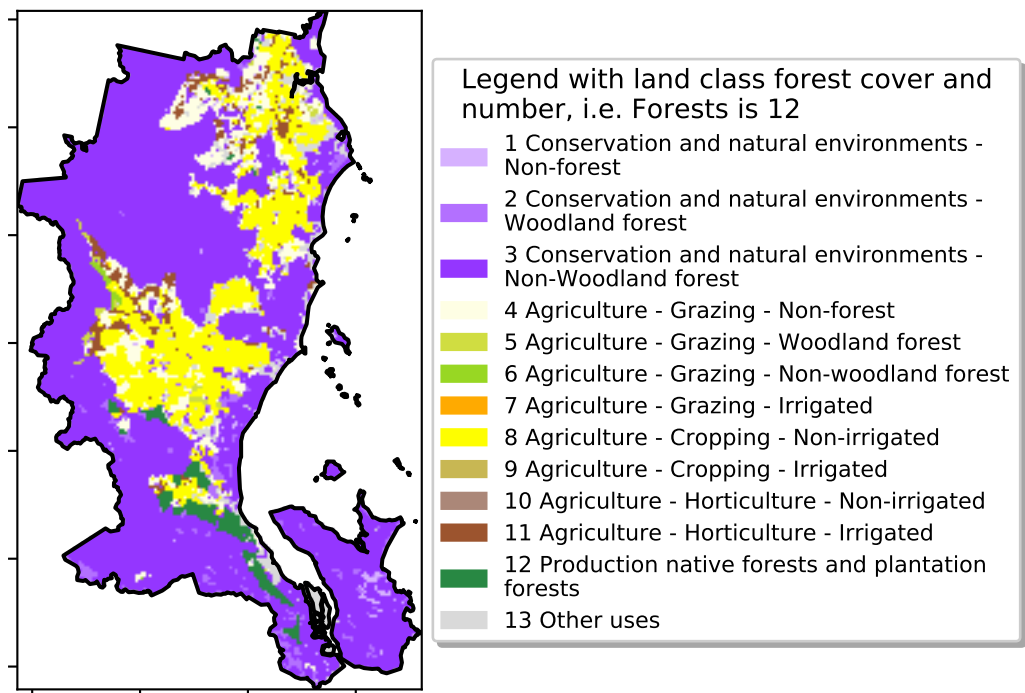 Legend with land class forest cover and
number, i.e. Forests is 12
1 Conservation and natural environments -
Non-forest
2 Conservation and natural environments -
Woodland forest
3 Conservation and natural environments -
Non-Woodland forest
4 Agriculture - Grazing - Non-forest
5 Agriculture - Grazing - Woodland forest
6 Agriculture - Grazing - Non-woodland forest
7 Agriculture - Grazing - Irrigated
8 Agriculture - Cropping - Non-irrigated
9 Agriculture - Cropping - Irrigated
10 Agriculture - Horticulture - Non-irrigated
11 Agriculture - Horticulture - Irrigated
12 Production native forests and plantation
forests
13 Other uses